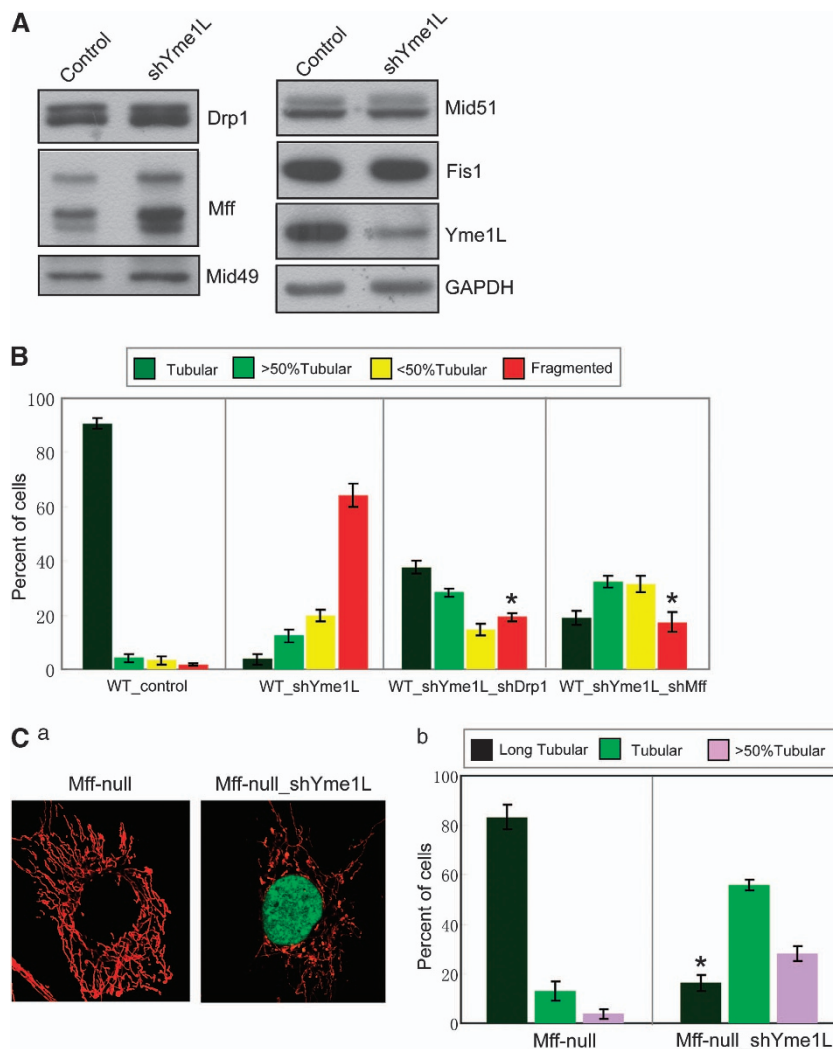 A
Control shYme1L
Drp1
Mff
Mid49
Control shYme1L
Mid51
Fis1
Yme1L
GAPDH
B
Tubular >50%Tubular <50%Tubular Fragmented
Percent of cells
100
80
60
40
20
0
* *
WT_control WT_shYme1L WT_shYme1L_shDrp1 WT_shYme1L_shMff
C a
Mff-null Mff-null_shYme1L
b
Long Tubular Tubular >50%Tubular
Percent of cells
100
80
60
40
20
0
*
Mff-null Mff-null_shYme1L